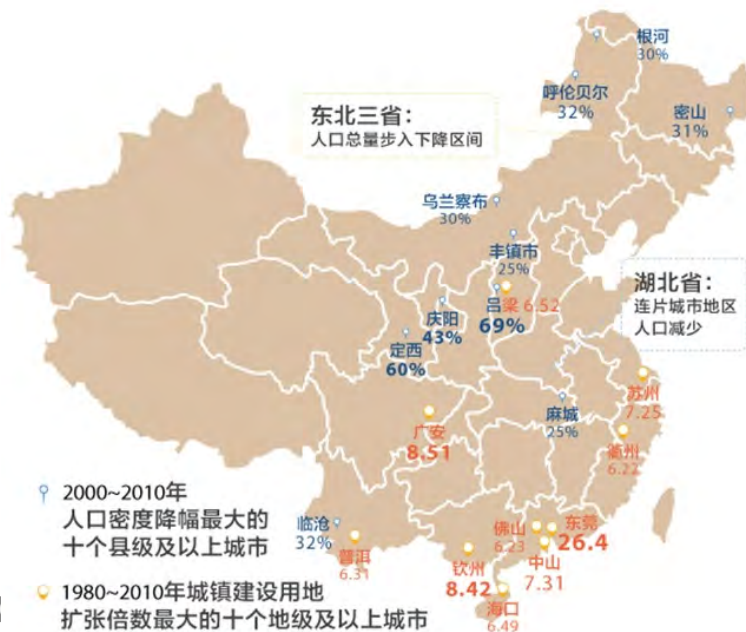 根河
30%
呼伦贝尔
32%
密山
31%
东北三省：
人口总量步入下降区间
乌兰察布
30%
丰镇市
25%
湖北省：
连片城市地区
人口减少
吕梁 6.52
69%
庆阳
43%
定西
60%
苏州
7.25
麻城
25%
广安
8.51
衢州
6.22
2000~2010年
人口密度降幅最大的
十个县级及以上城市
临沧
32%
普洱
6.31
佛山
6.23
东莞
26.4
中山
7.31
钦州
8.42
海口
6.49
1980~2010年城镇建设用地
扩张倍数最大的十个地级及以上城市